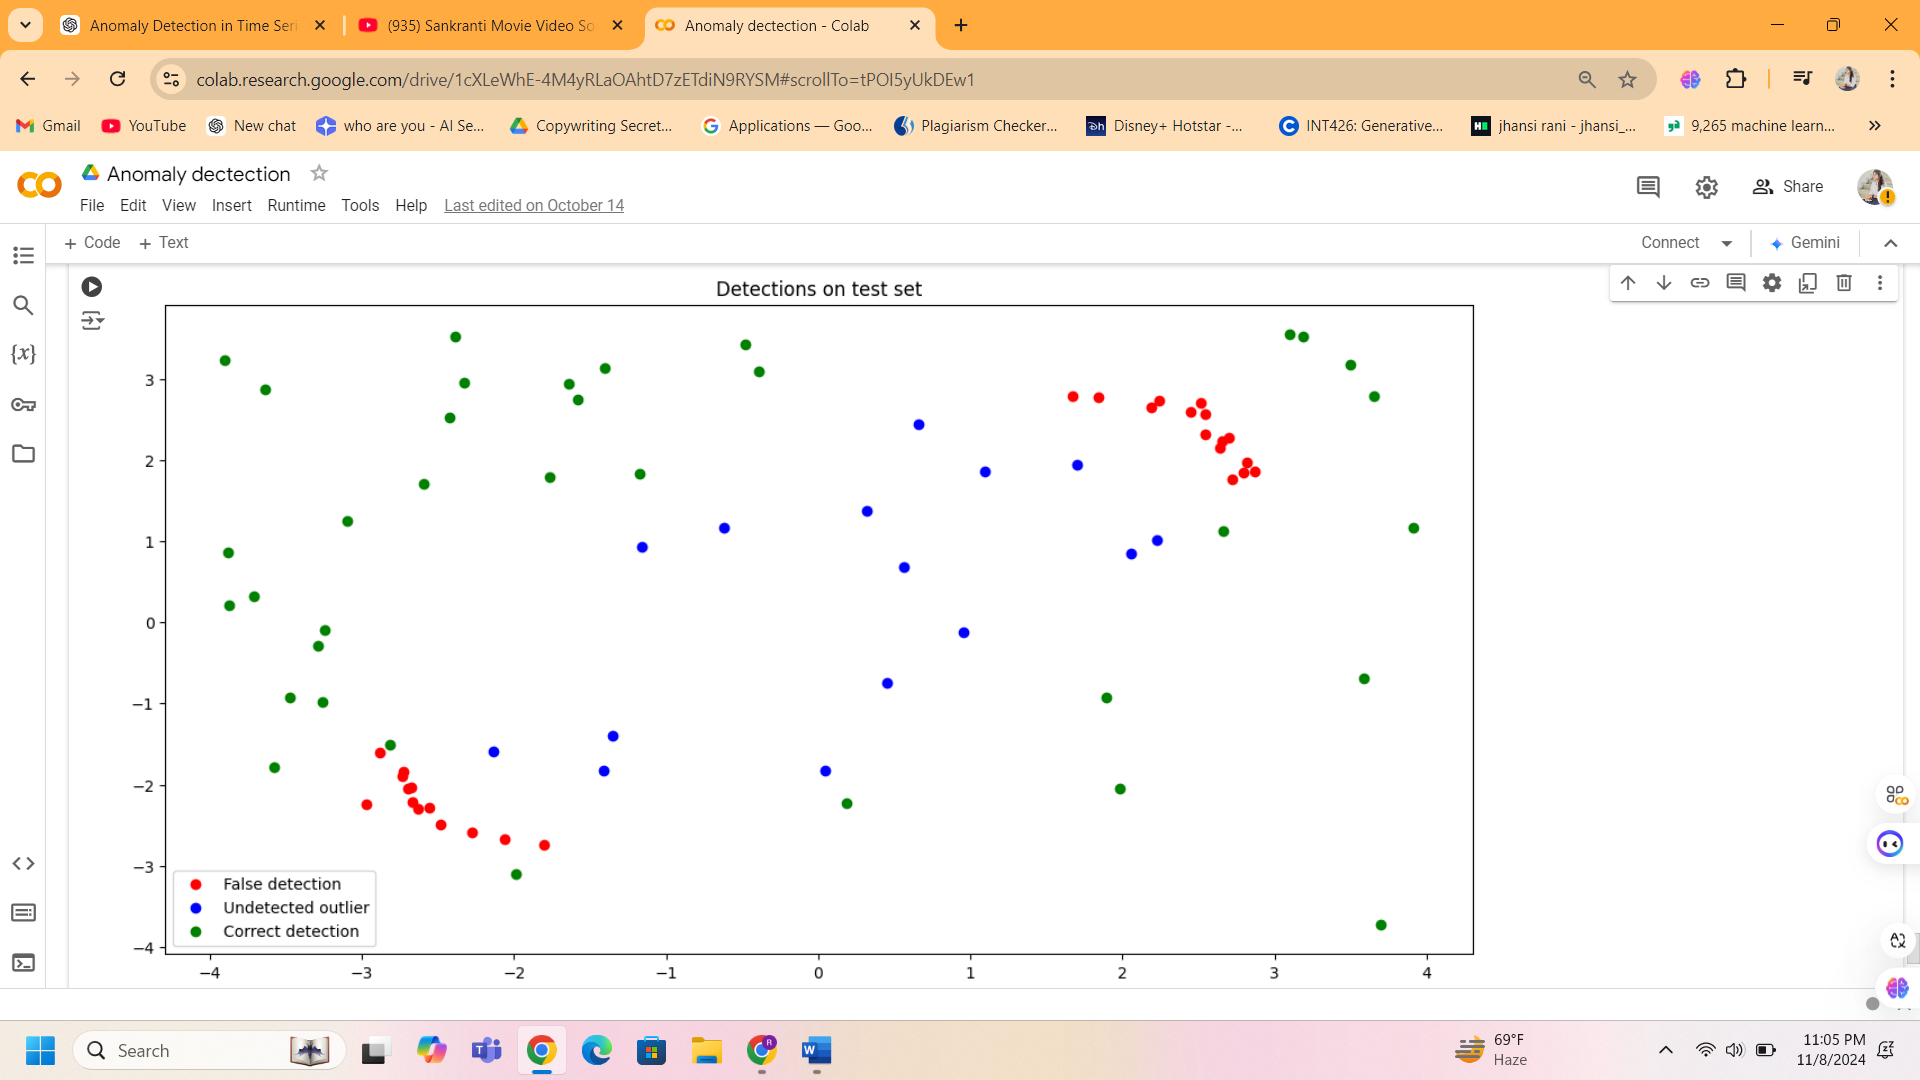 Anomaly Detection in Time Seri
(935) Sankranti Movie Video So
Anomaly dectection - Colab
colab.research.google.com/drive/1cXLeWhE-4M4yRLaOAhtD7zETdiN9RYSM#scrollTo=tPOI5yUkDEw1
Gmail YouTube New chat who are you - AI Se... Copywriting Secret... Applications — Goo... Plagiarism Checker... Disney+ Hotstar -... INT426: Generative... jhansi rani - jhansi_... 9,265 machine learn...
Anomaly dectection
File Edit View Insert Runtime Tools Help Last edited on October 14
Share
+ Code + Text
Connect Gemini
Detections on test set
3
2
1
0
−1
−2
−3
−4
False detection
Undetected outlier
Correct detection
−4 −3 −2 −1 0 1 2 3 4
Search
69°F
Haze
11:05 PM
11/8/2024